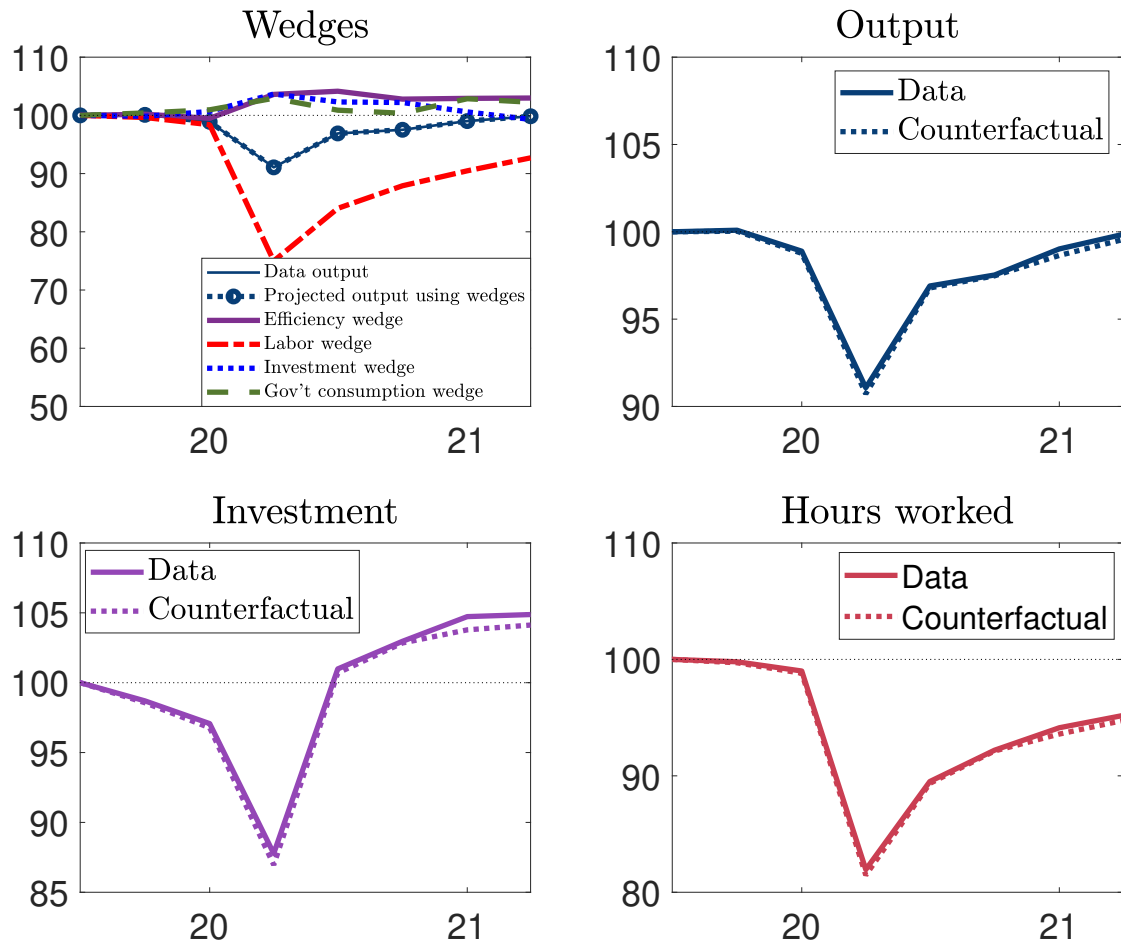 Wedges
110
100
90
80
70
60
50
20
21
Data output
Projected output using wedges
Efficiency wedge
Labor wedge
Investment wedge
Gov't consumption wedge
Output
110
105
100
95
90
20
21
Data
Counterfactual
Investment
110
105
100
95
90
85
20
21
Data
Counterfactual
Hours worked
110
100
90
80
20
21
Data
Counterfactual